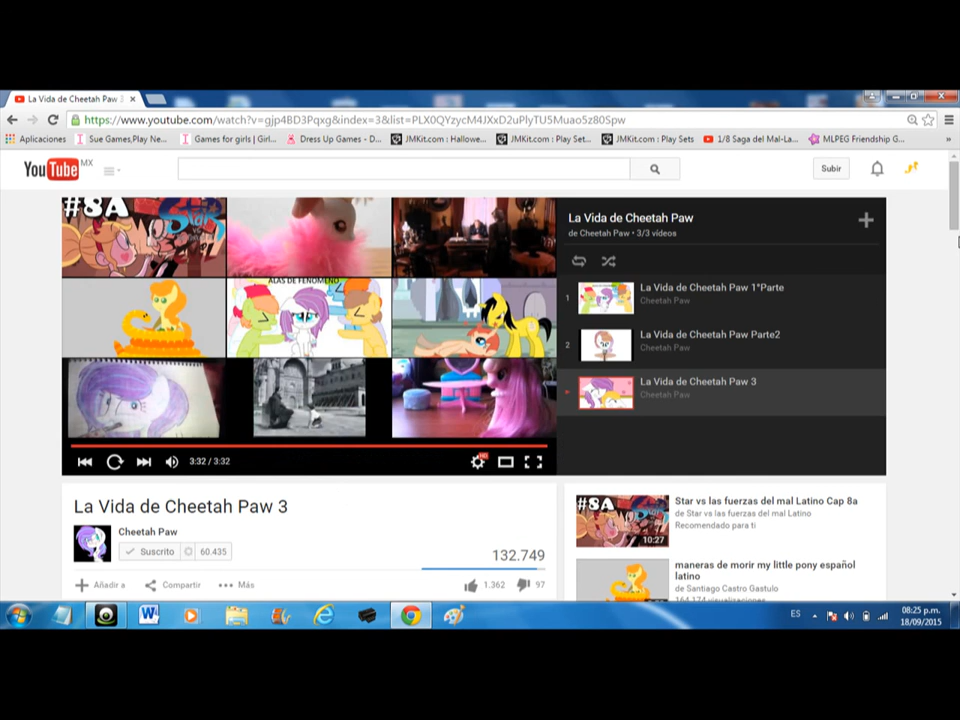 La Vida de Cheetah Paw 3
https://www.youtube.com/watch?v=gjp4BD3Pqxg&index=3&list=PLX0QYzycM4JXxD2uPlyTU5Muao5z80Spw
Aplicaciones
Sue Games,Play Ne...
Games for girls | Girl...
Dress Up Games - D...
JMKit.com : Hallowe...
JMKit.com : Play Set...
JMKit.com : Play Sets
1/8 Saga del Mal-La...
MLPEG Friendship G...
»
YouTube MX
Subir
#8A
Star
ALAS DE FENOMENO
La Vida de Cheetah Paw
de Cheetah Paw • 3/3 vídeos
1
La Vida de Cheetah Paw 1°Parte
Cheetah Paw
2
La Vida de Cheetah Paw Parte2
Cheetah Paw
La Vida de Cheetah Paw 3
Cheetah Paw
3:32 / 3:32
HD
La Vida de Cheetah Paw 3
Cheetah Paw
Suscrito
60.435
132.749
Añadir a
Compartir
Más
1.362
97
#8A
10:27
Star vs las fuerzas del mal Latino Cap 8a
de Star vs las fuerzas del mal Latino
Recomendado para ti
maneras de morir my little pony español
latino
de Santiago Castro Gastulo
164.174 visualizaciones
ES
08:25 p.m.
18/09/2015